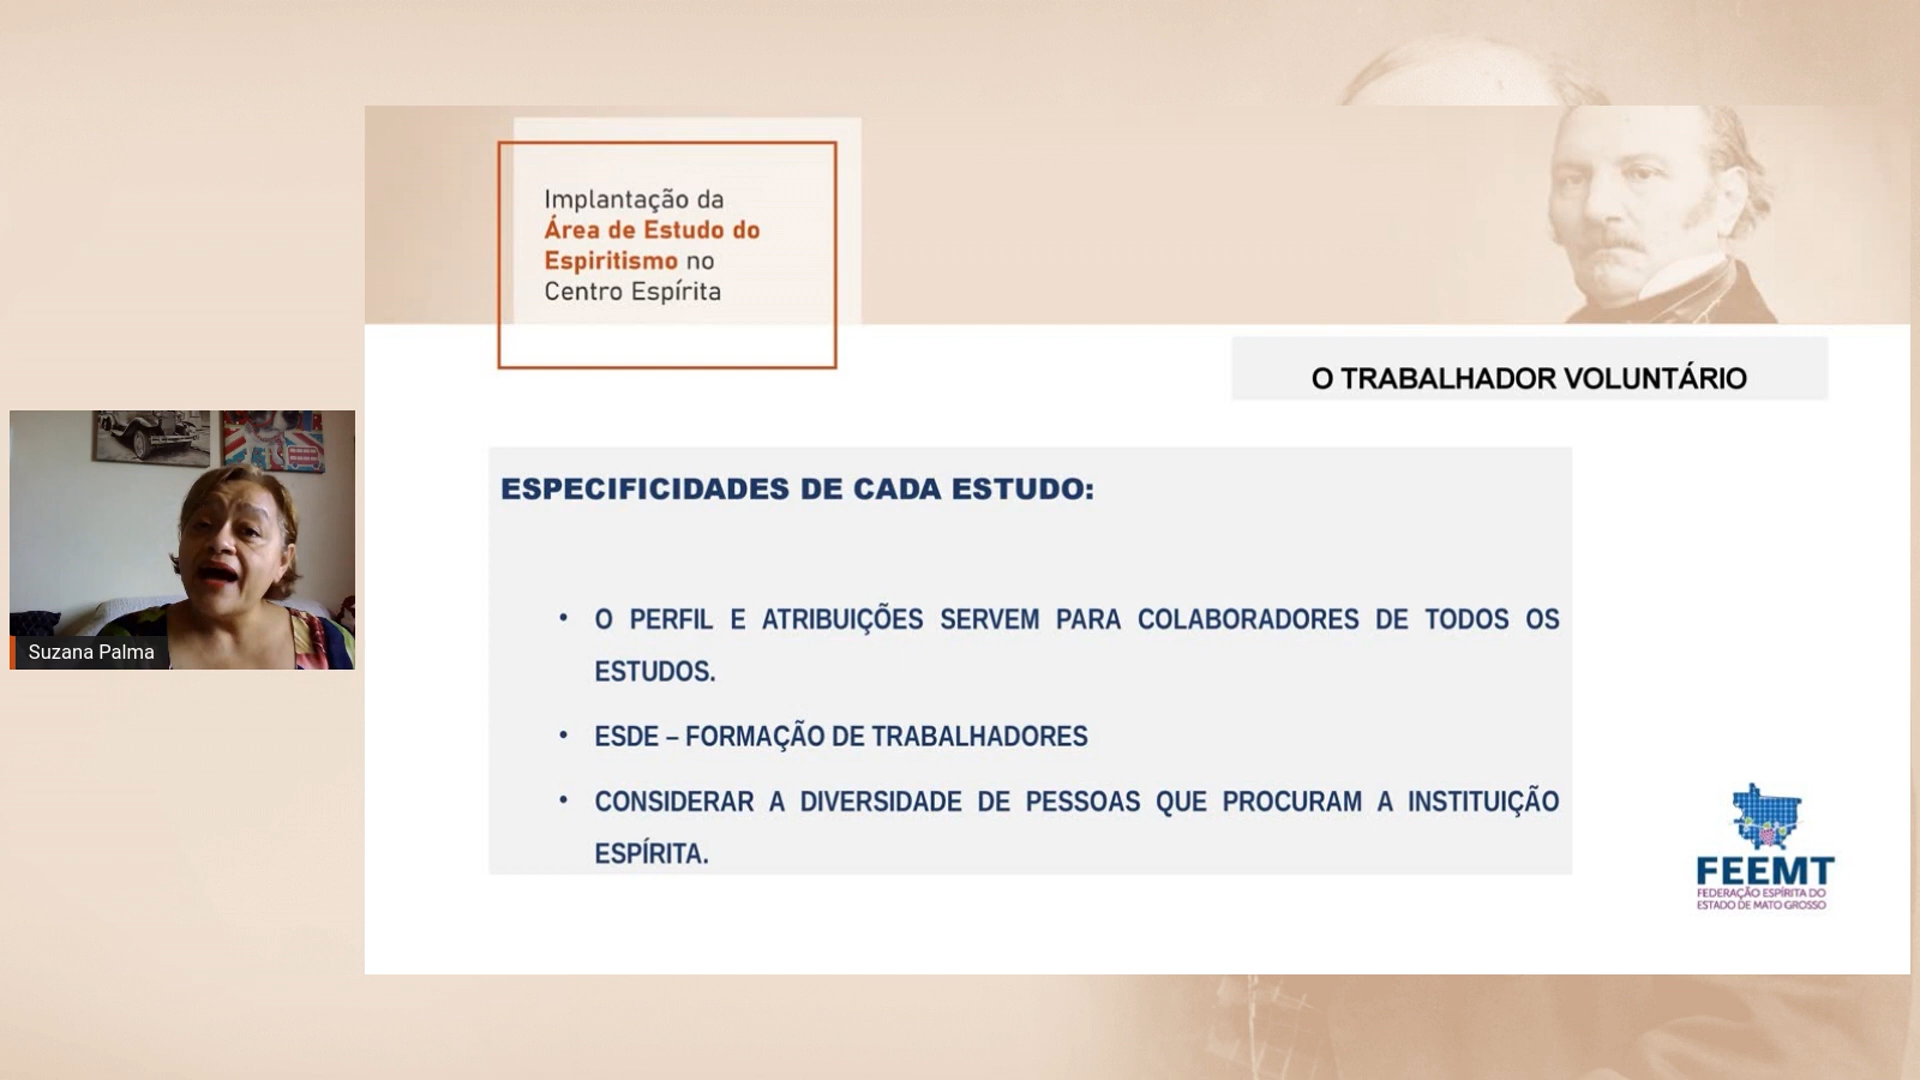 Implantação da
Área de Estudo do
Espiritismo no
Centro Espírita
O TRABALHADOR VOLUNTÁRIO
ESPECIFICIDADES DE CADA ESTUDO:
• O PERFIL E ATRIBUIÇÕES SERVEM PARA COLABORADORES DE TODOS OS
ESTUDOS.
• ESDE – FORMAÇÃO DE TRABALHADORES
• CONSIDERAR A DIVERSIDADE DE PESSOAS QUE PROCURAM A INSTITUIÇÃO
ESPÍRITA.
Suzana Palma
FEEMT
FEDERAÇÃO ESPÍRITA DO
ESTADO DE MATO GROSSO